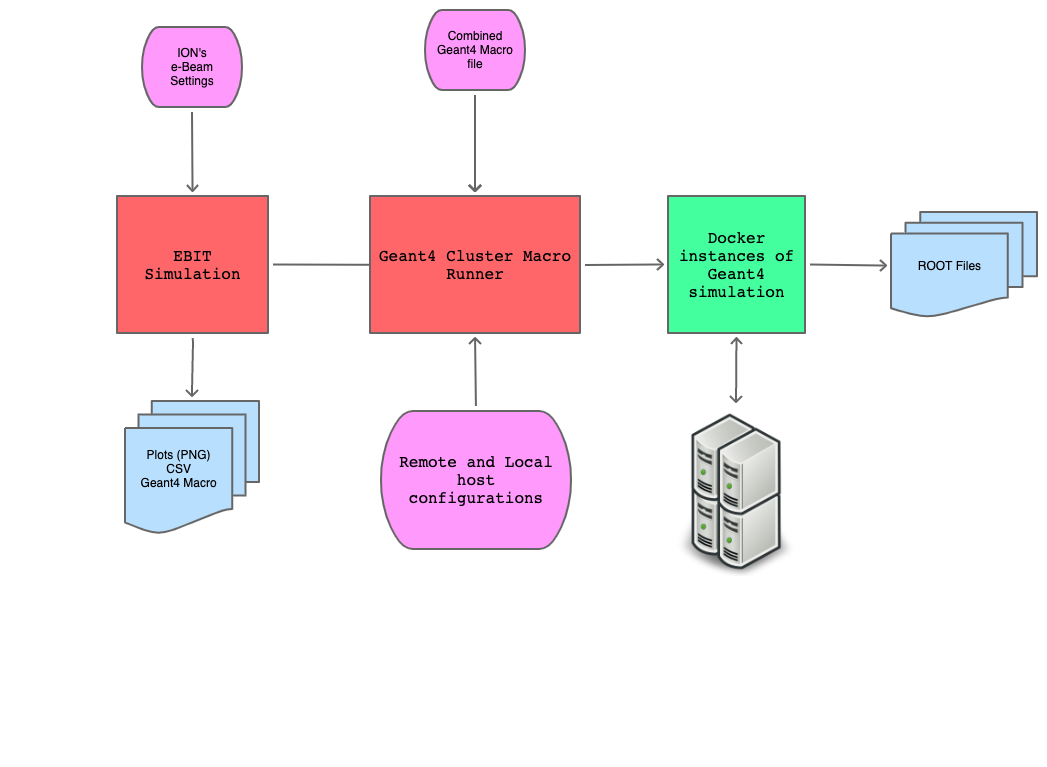 ION's
e-Beam
Settings
Combined
Geant4 Macro
file
EBIT
Simulation
Geant4 Cluster Macro
Runner
Docker
instances of
Geant4
simulation
ROOT Files
Plots (PNG)
CSV
Geant4 Macro
Remote and Local
host
configurations